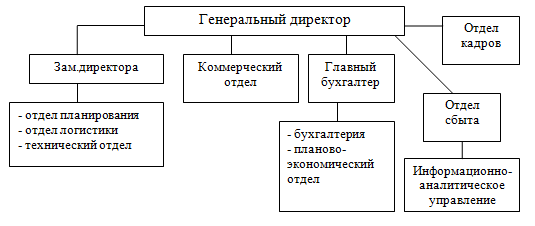 Генеральный директор
Отдел
кадров
Зам.директора
Коммерческий
отдел
Главный
бухгалтер
Отдел
сбыта
- отдел планирования
- отдел логистики
- технический отдел
- бухгалтерия
- планово-
экономический
отдел
Информационно-
аналитическое
управление